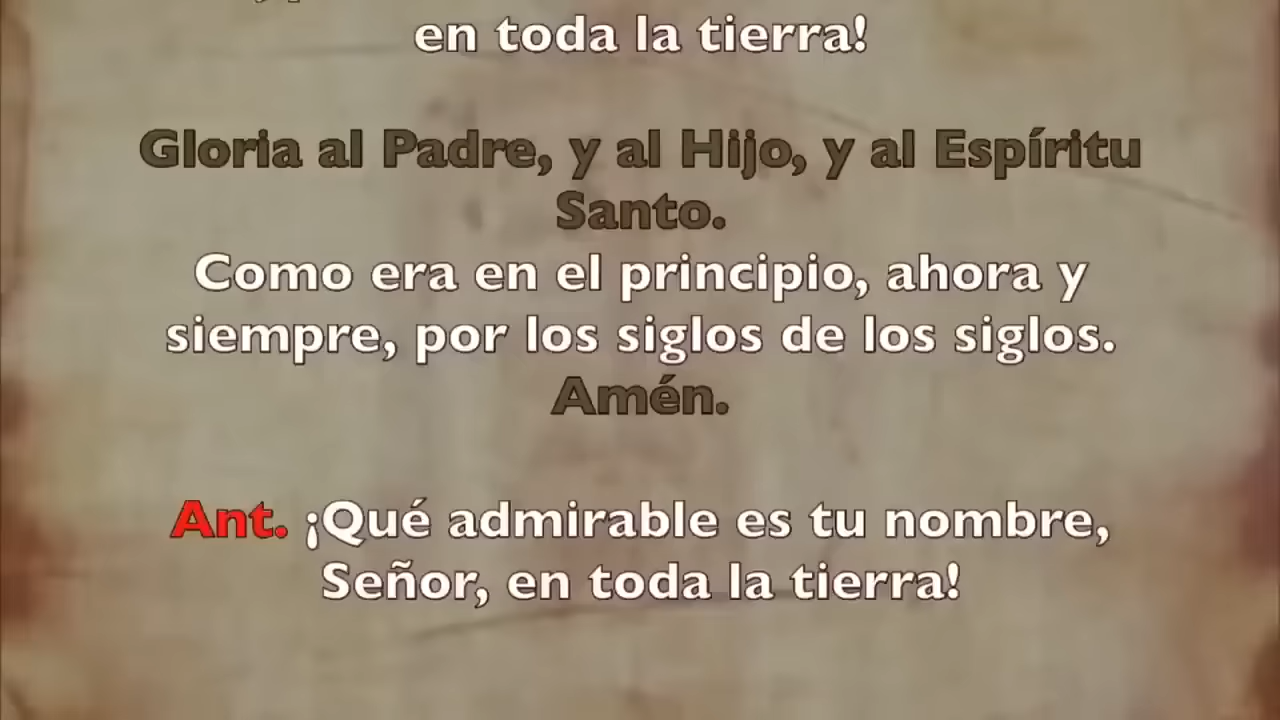 en toda la tierra!
Gloria al Padre, y al Hijo, y al Espíritu
Santo.
Como era en el principio, ahora y
siempre, por los siglos de los siglos.
Amén.
Ant. ¡Qué admirable es tu nombre,
Señor, en toda la tierra!